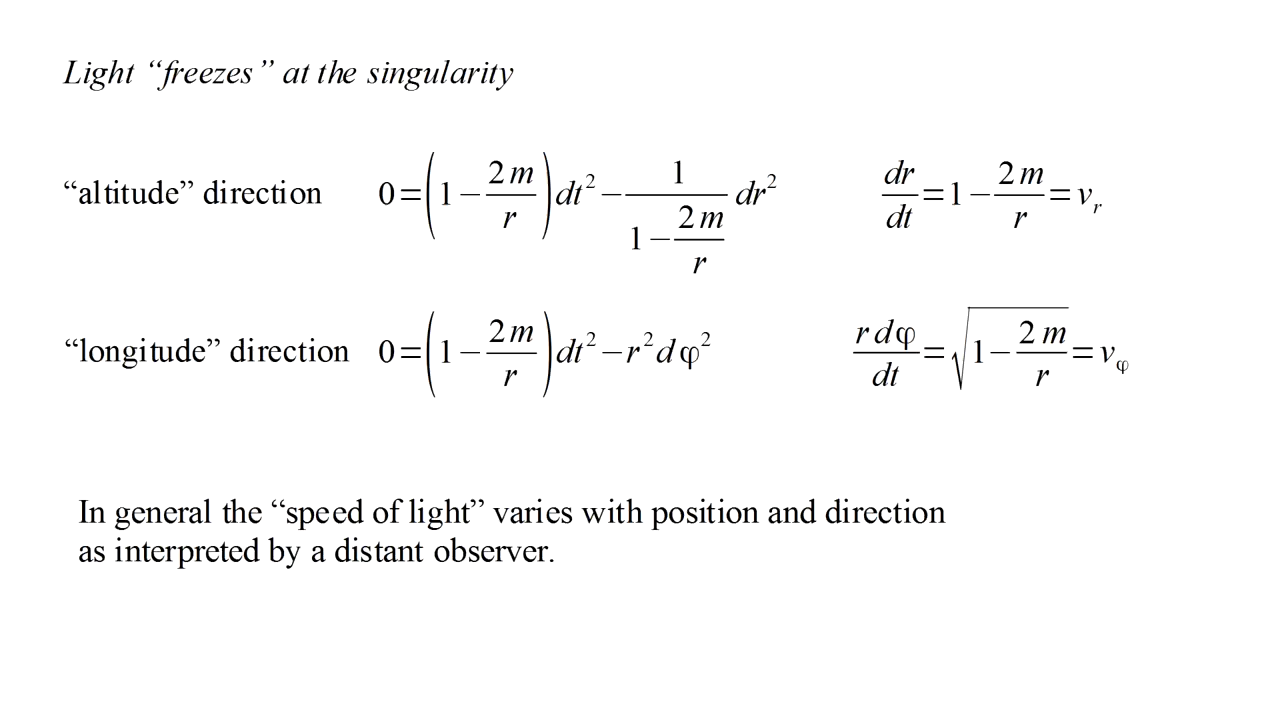 Light “freezes” at the singularity
“altitude” direction 0=(1−2m/r)dt²−1/(1−2m/r) dr² dr/dt=1−2m/r=vᵣ
“longitude” direction 0=(1−2m/r)dt²−r²dφ² r dφ/dt=√(1−2m/r)=vᵩ
In general the “speed of light” varies with position and direction
as interpreted by a distant observer.